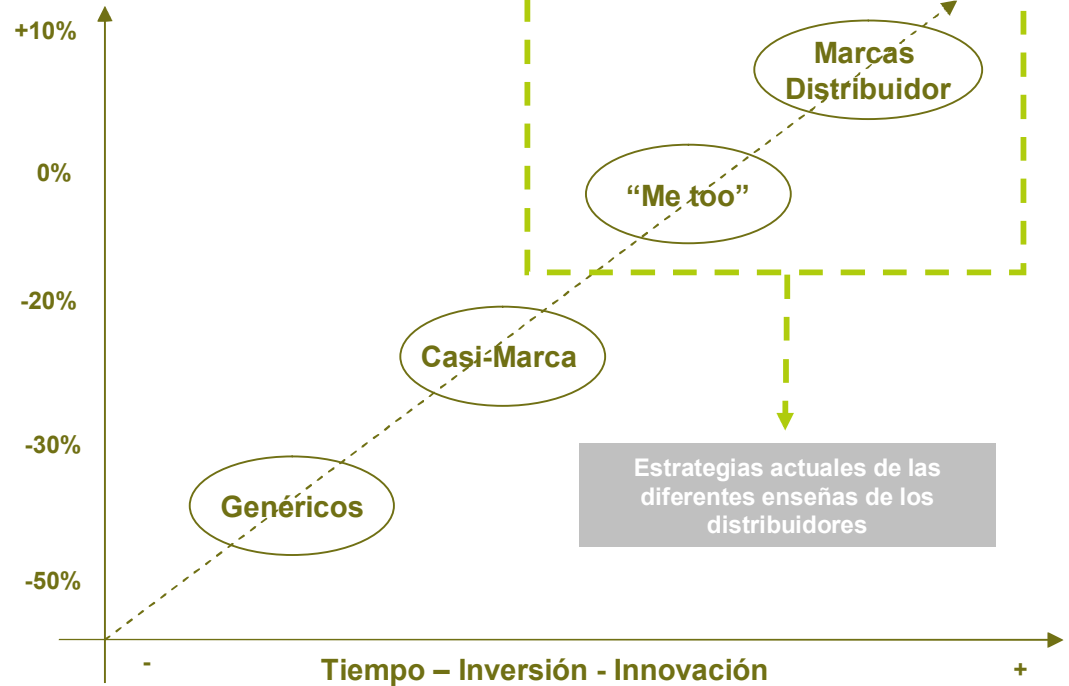 +10%
Marcas
Distribuidor
0%
“Me too”
-20%
Casi-Marca
-30%
Estrategias actuales de las
diferentes enseñas de los
distribuidores
Genéricos
-50%
-
Tiempo – Inversión - Innovación
+